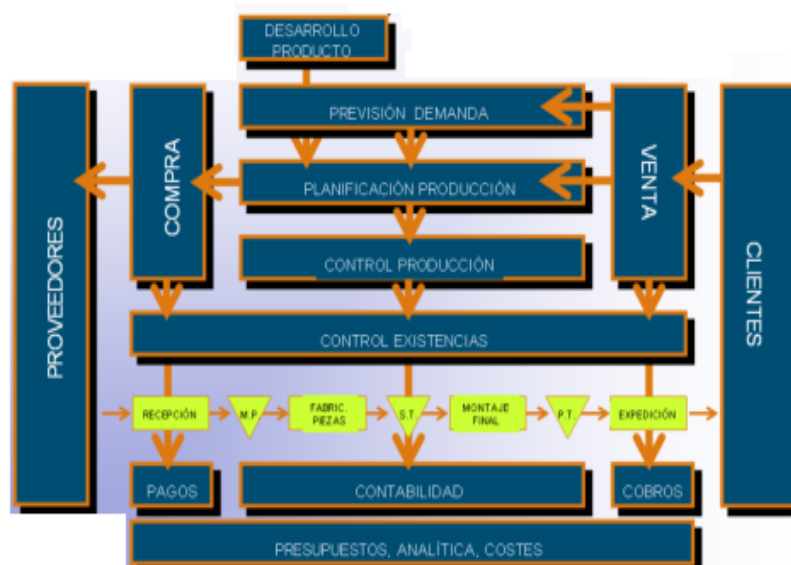 DESARROLLO
PRODUCTO
PREVISIÓN DEMANDA
PROVEEDORES
COMPRA
PLANIFICACIÓN PRODUCCIÓN
VENTA
CLIENTES
CONTROL PRODUCCIÓN
CONTROL EXISTENCIAS
RECEPCIÓN
M.P.
FABRIC.
PIEZAS
S.T.
MONTAJE
FINAL
P.T.
EXPEDICIÓN
PAGOS
CONTABILIDAD
COBROS
PRESUPUESTOS, ANALÍTICA, COSTES